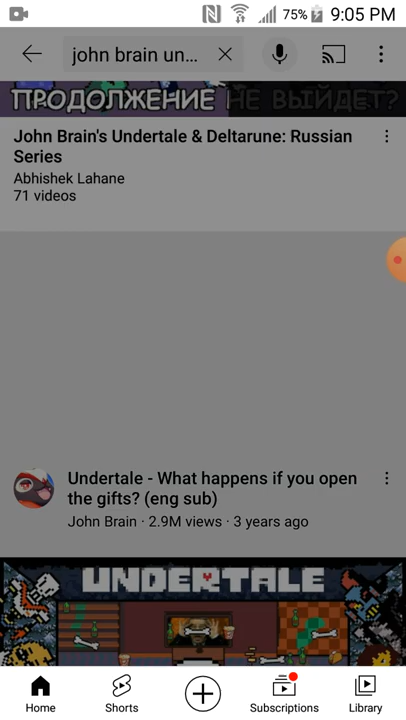 75% 9:05 PM
john brain un...
ПРОДОЛЖЕНИЕ НЕ ВЫЙДЕТ?
John Brain's Undertale & Deltarune: Russian
Series
Abhishek Lahane
71 videos
Undertale - What happens if you open
the gifts? (eng sub)
John Brain · 2.9M views · 3 years ago
UNDERTALE
Home Shorts Subscriptions Library